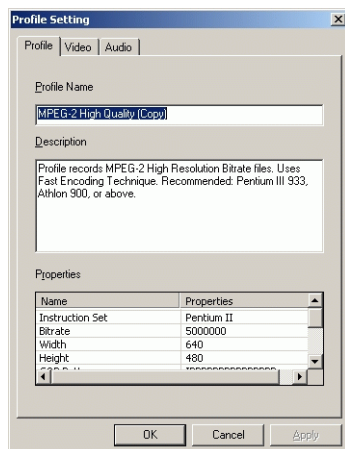 Profile Setting
Profile Video Audio
Profile Name
MPEG-2 High Quality (Copy)
Description
Profile records MPEG-2 High Resolution Bitrate files. Uses
Fast Encoding Technique. Recommended: Pentium III 933,
Athlon 900, or above.
Properties
Name Properties
Instruction Set Pentium II
Bitrate 5000000
Width 640
Height 480
OK Cancel Apply